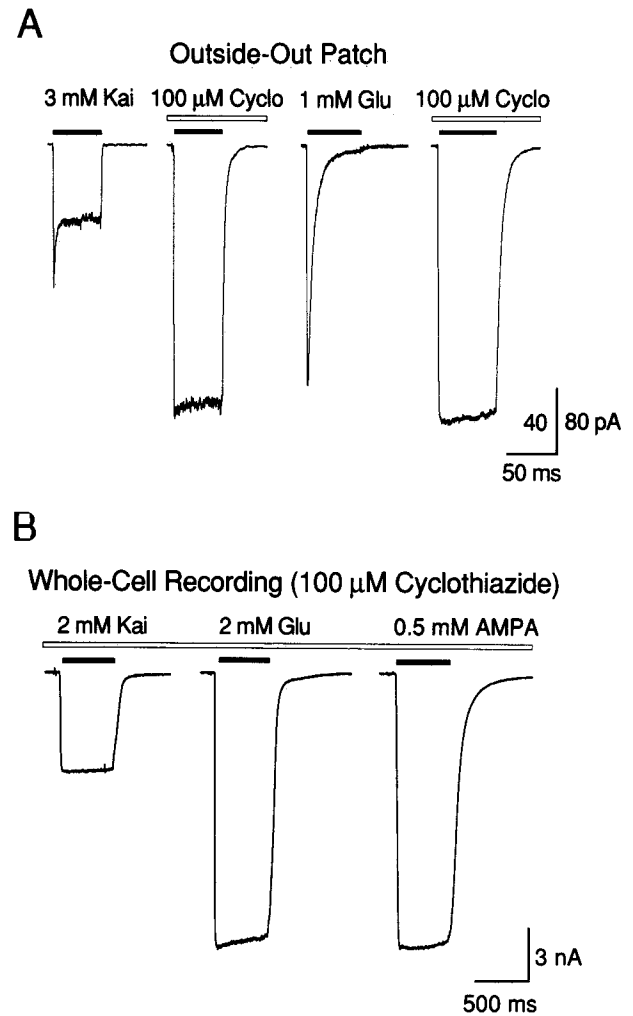 A
Outside-Out Patch
3 mM Kai 100 μM Cyclo 1 mM Glu 100 μM Cyclo
40 80 pA
50 ms
B
Whole-Cell Recording (100 μM Cyclothiazide)
2 mM Kai 2 mM Glu 0.5 mM AMPA
3 nA
500 ms